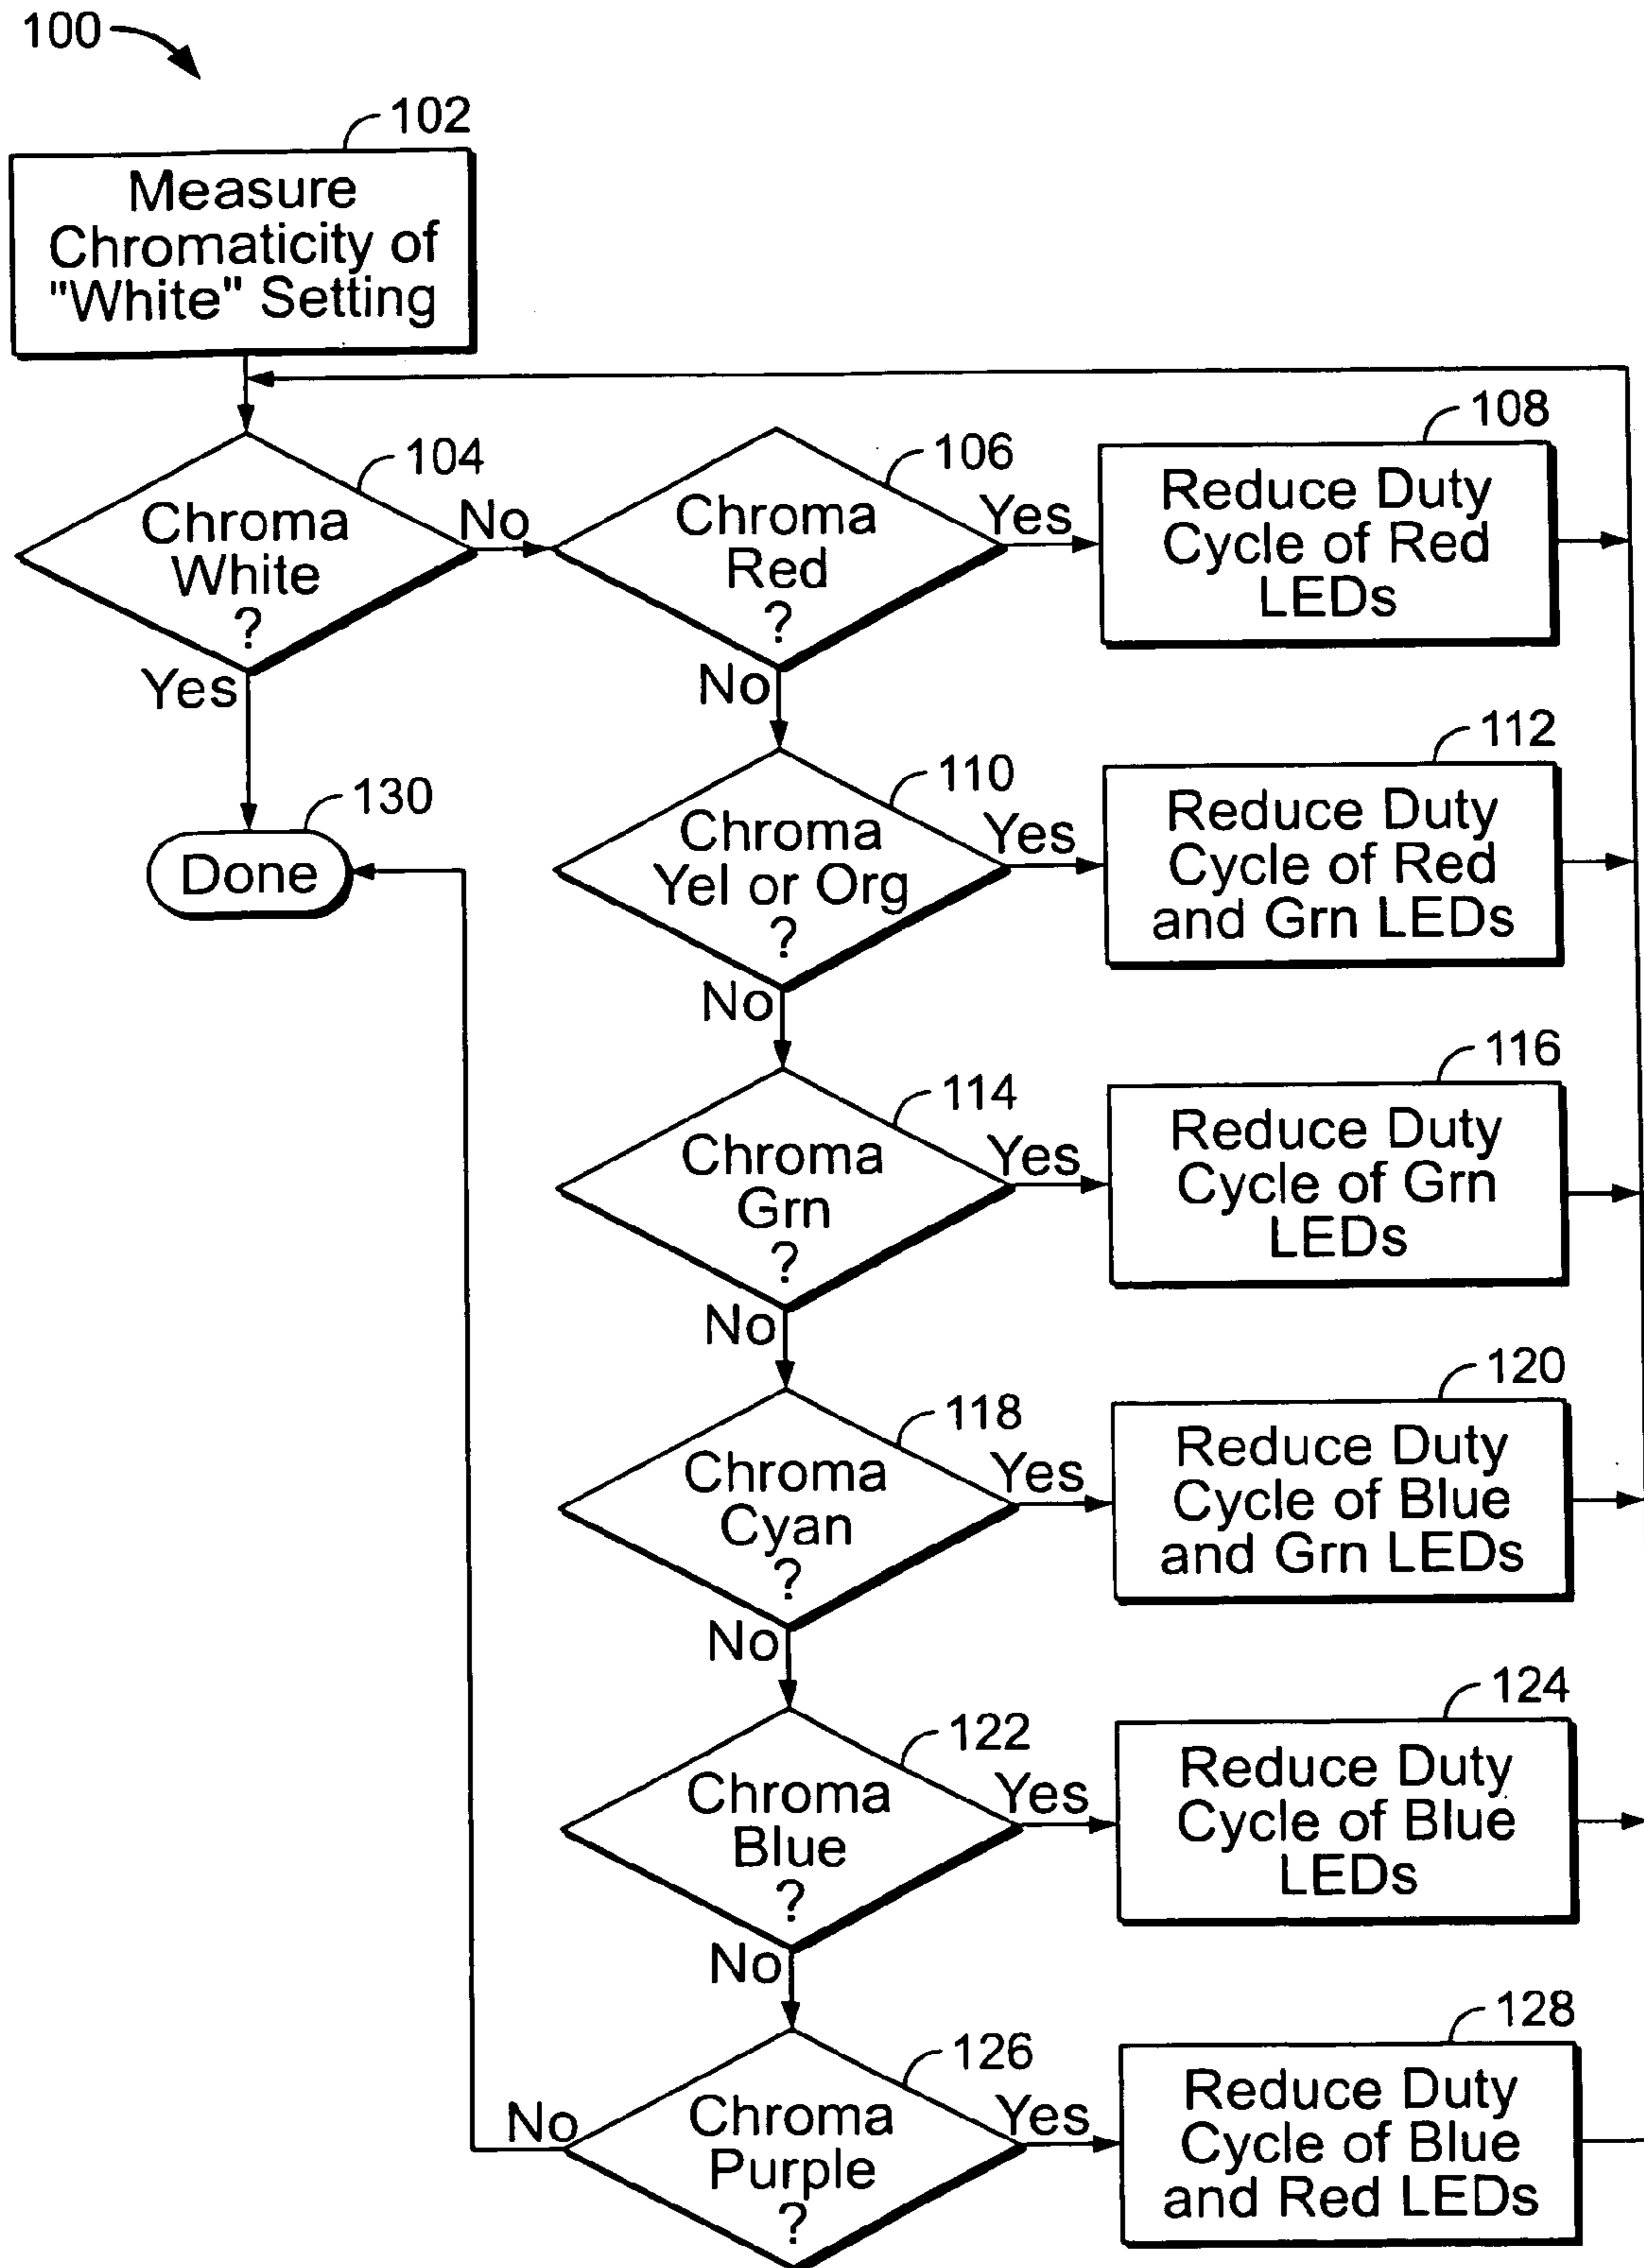 100
102
Measure
Chromaticity of
"White" Setting
104
Chroma
White
?
No
Yes
106
Chroma
Red
?
Yes
No
108
Reduce Duty
Cycle of Red
LEDs
130
Done
110
Chroma
Yel or Org
?
Yes
No
112
Reduce Duty
Cycle of Red
and Grn LEDs
114
Chroma
Grn
?
Yes
No
116
Reduce Duty
Cycle of Grn
LEDs
118
Chroma
Cyan
?
Yes
No
120
Reduce Duty
Cycle of Blue
and Grn LEDs
122
Chroma
Blue
?
Yes
No
124
Reduce Duty
Cycle of Blue
LEDs
126
Chroma
Purple
?
No
Yes
128
Reduce Duty
Cycle of Blue
and Red LEDs